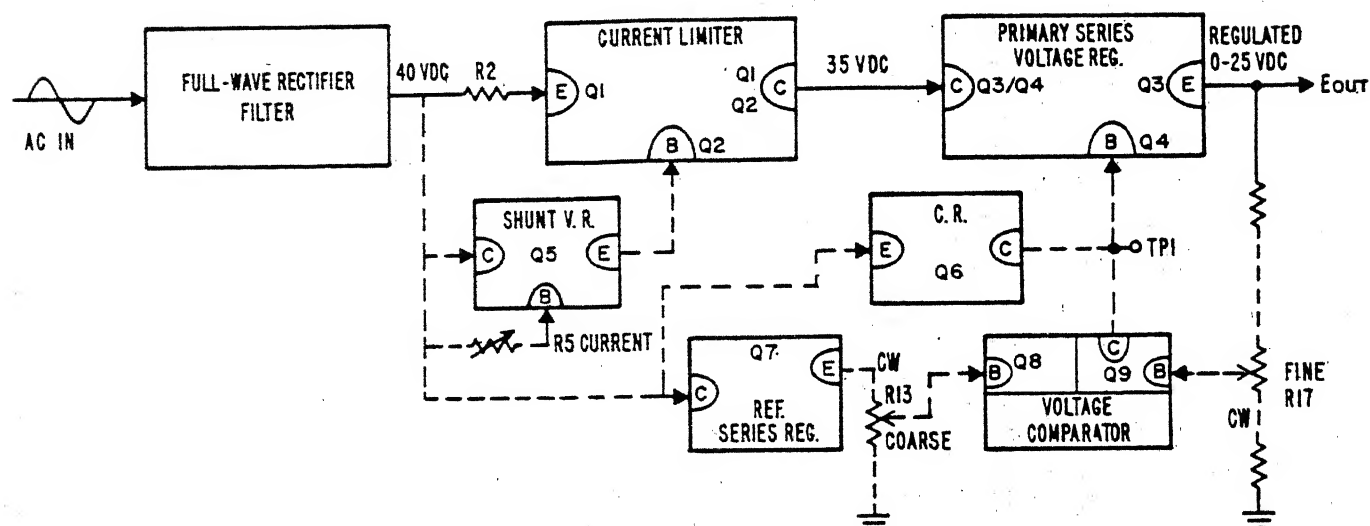 AC IN
FULL-WAVE RECTIFIER
FILTER
40 VDC
R2
CURRENT LIMITER
E
Q1
Q1
Q2
C
B
Q2
35 VDC
PRIMARY SERIES
VOLTAGE REG.
C
Q3/Q4
Q3
E
B
Q4
REGULATED
0-25 VDC
EOUT
SHUNT V.R.
C
Q5
E
B
R5 CURRENT
C.R.
E
C
Q6
TP1
Q7
E
C
REF.
SERIES REG.
CW
R13
COARSE
B
Q8
C
Q9
B
VOLTAGE
COMPARATOR
FINE
R17
CW